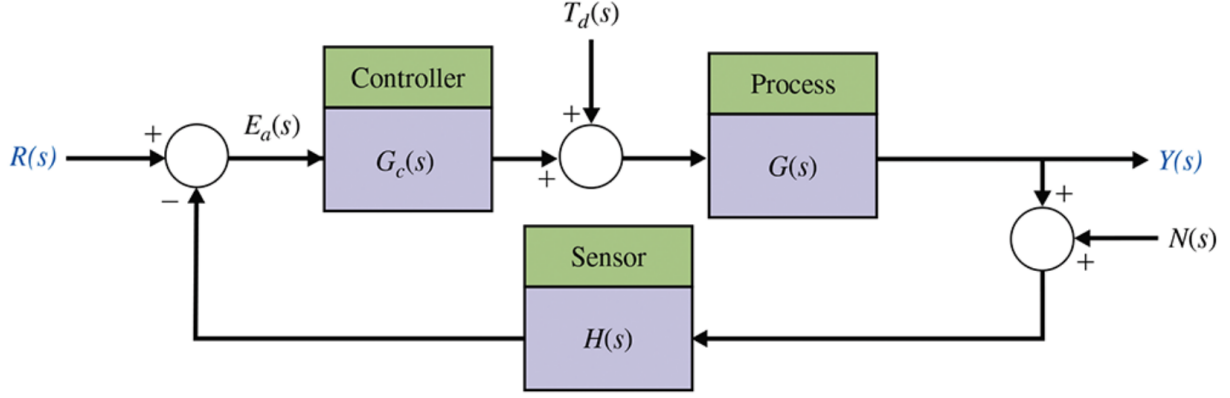 T_d(s)
Controller
Process
+
+
E_a(s)
R(s)
G_c(s)
G(s)
Y(s)
+
−
+
N(s)
Sensor
+
H(s)